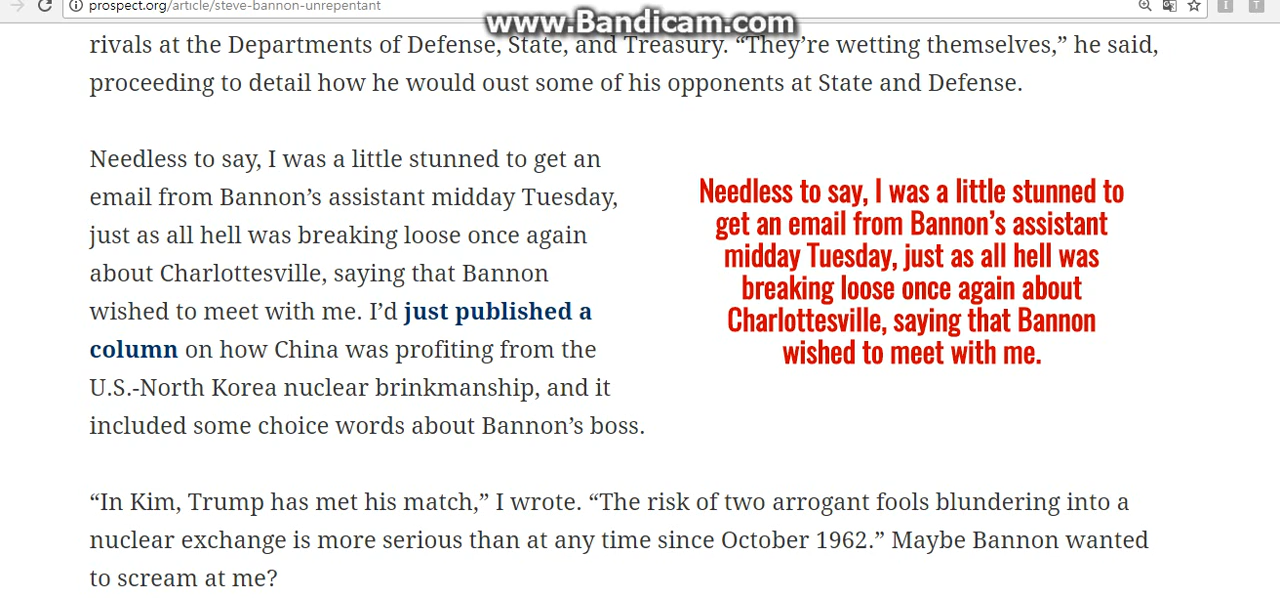 prospect.org/article/steve-bannon-unrepentant
www.Bandicam.com
rivals at the Departments of Defense, State, and Treasury. “They’re wetting themselves,” he said,
proceeding to detail how he would oust some of his opponents at State and Defense.
Needless to say, I was a little stunned to get an
email from Bannon’s assistant midday Tuesday,
just as all hell was breaking loose once again
about Charlottesville, saying that Bannon
wished to meet with me. I’d just published a
column on how China was profiting from the
U.S.-North Korea nuclear brinkmanship, and it
included some choice words about Bannon’s boss.
Needless to say, I was a little stunned to
get an email from Bannon’s assistant
midday Tuesday, just as all hell was
breaking loose once again about
Charlottesville, saying that Bannon
wished to meet with me.
“In Kim, Trump has met his match,” I wrote. “The risk of two arrogant fools blundering into a
nuclear exchange is more serious than at any time since October 1962.” Maybe Bannon wanted
to scream at me?